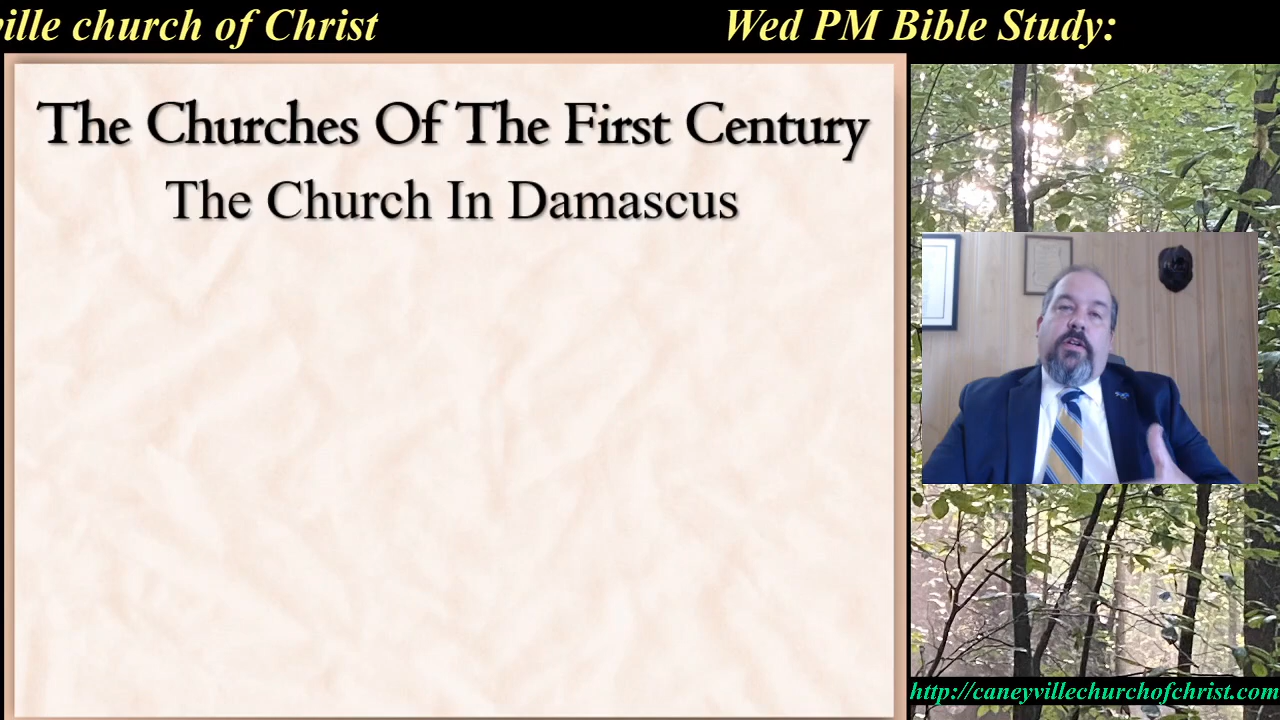 ville church of Christ Wed PM Bible Study:
The Churches Of The First Century
The Church In Damascus
http://caneyvillechurchofchrist.com